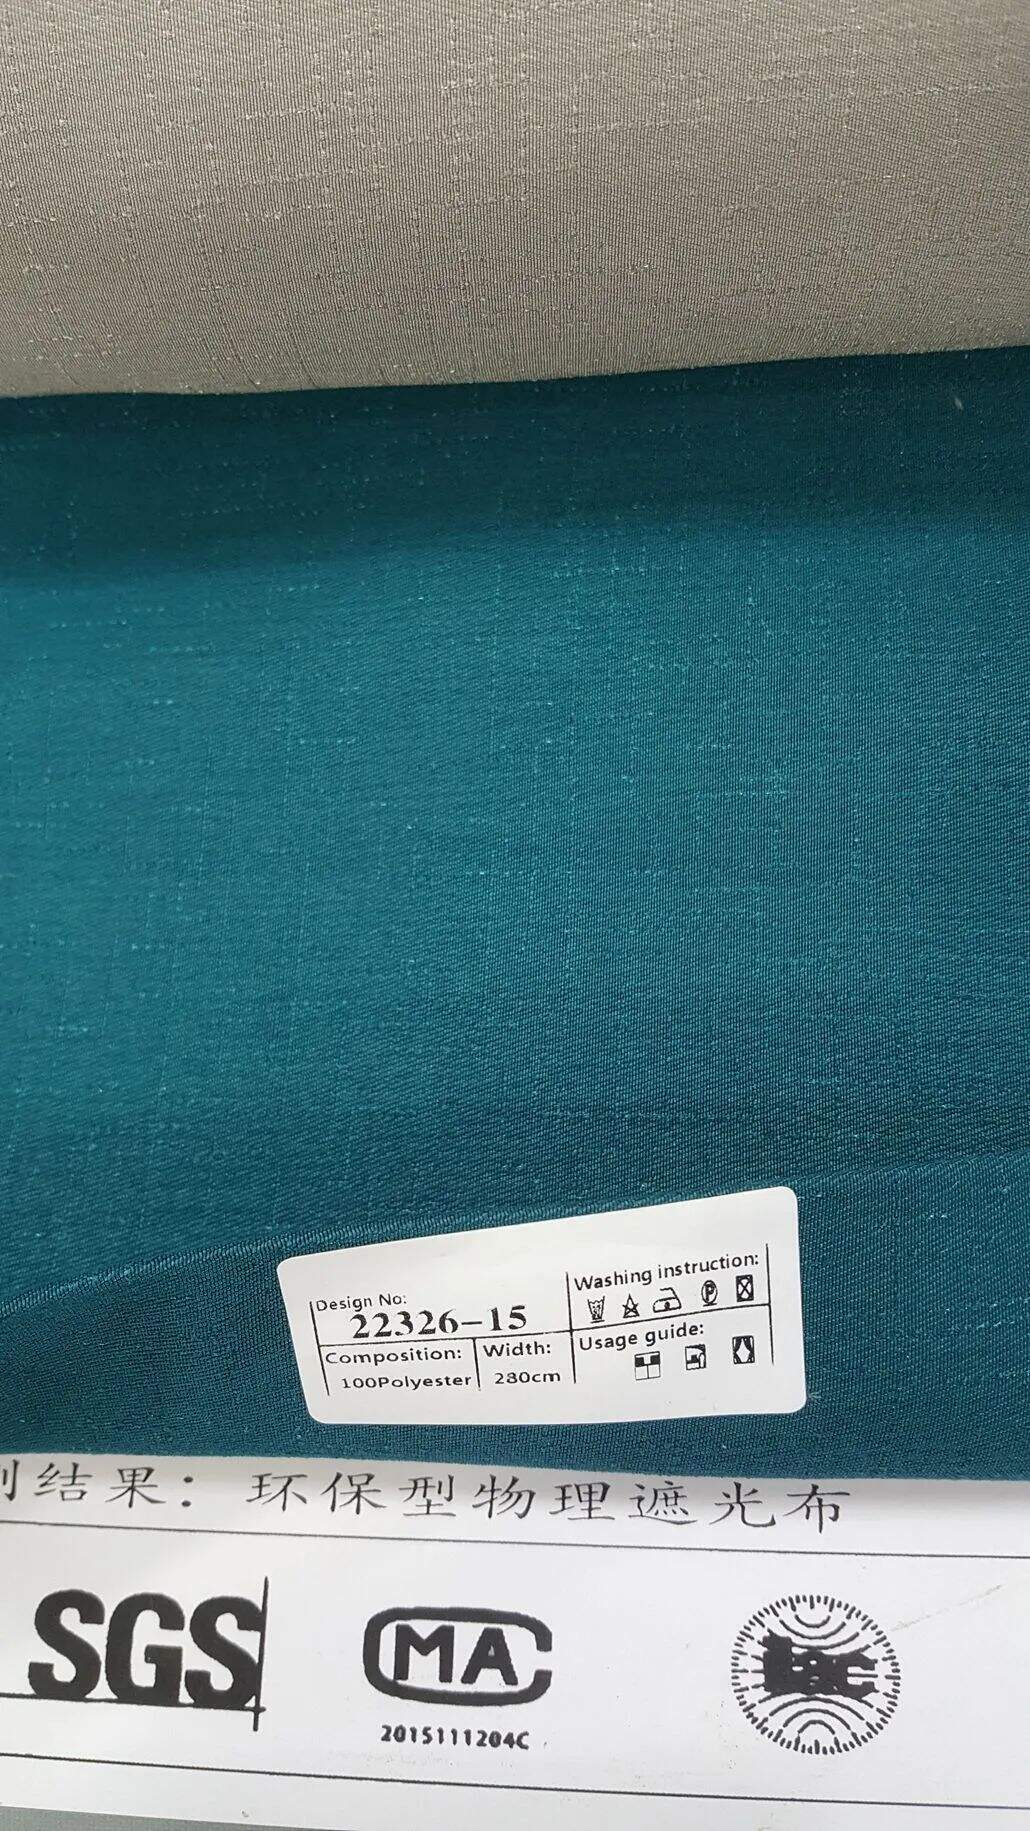 Design No:
22326-15
Washing instruction:
P
Composition:
100Polyester
Width:
280cm
Usage guide:
结果：环保型物理遮光布
SGS
MA
2015111204C